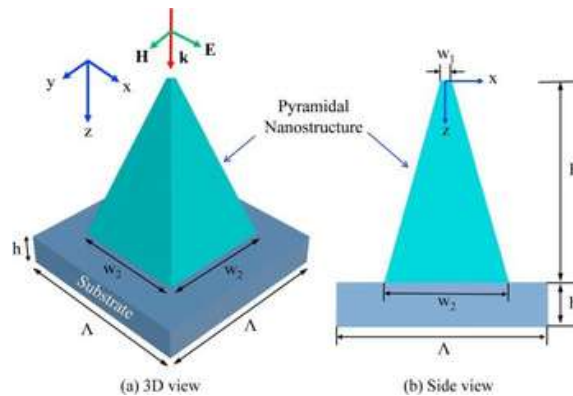 H
E
k
y
x
z
Pyramidal
Nanostructure
w₁
x
z
h
w₂
w₂
Substrate
Λ
Λ
w₂
Λ
(a) 3D view
(b) Side view